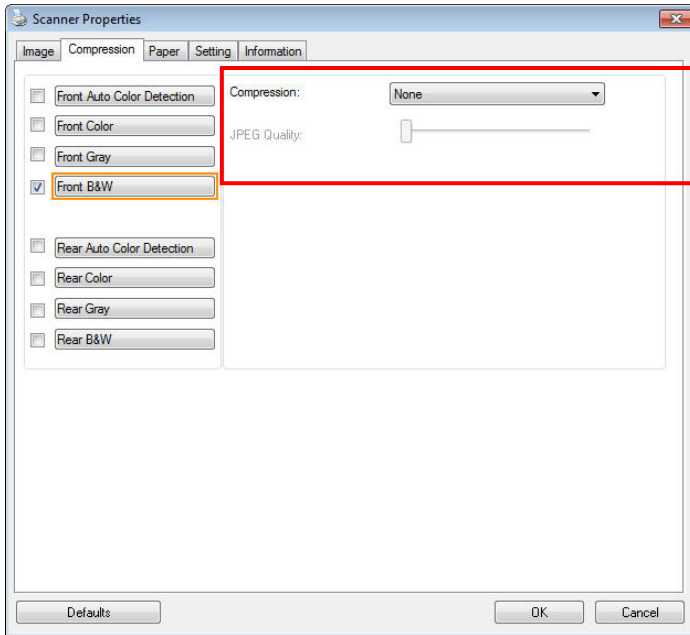 Scanner Properties
Image Compression Paper Setting Information
Front Auto Color Detection
Front Color
Front Gray
Front B&W
Rear Auto Color Detection
Rear Color
Rear Gray
Rear B&W
Compression: None
JPEG Quality:
Defaults OK Cancel